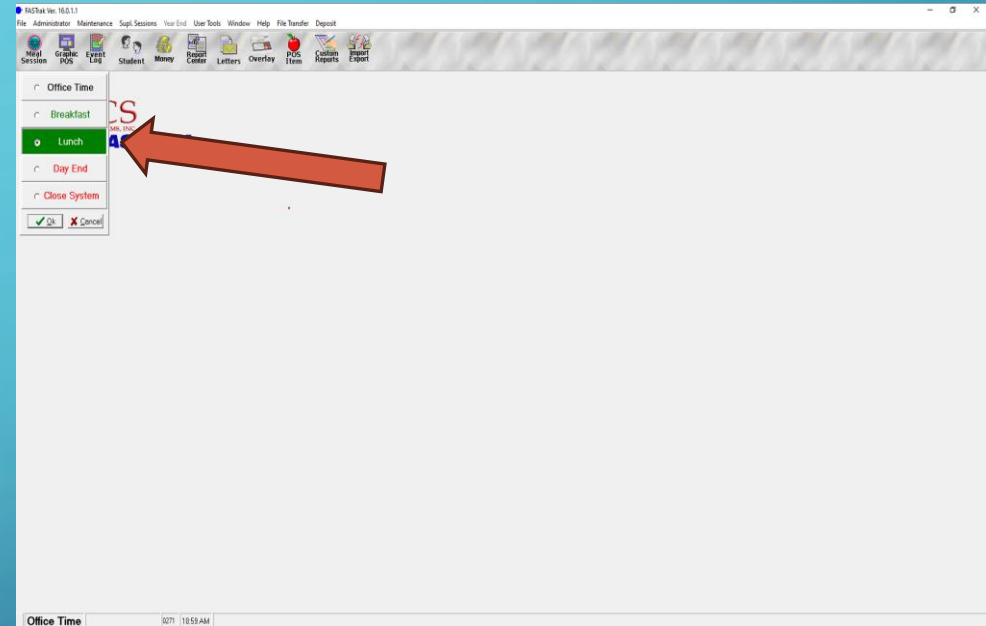 FASTrak Ver. 16.0.1.1
File Administrator Maintenance Supl. Sessions Year End User Tools Window Help File Transfer Deposit
Meal Session Graphic POS Event Log Student Money Report Center Letters Overlay POS Item Custom Reports Import Export
Office Time
CS
Breakfast
MS, INC
Lunch
Day End
Close System
Ok Cancel
Office Time 0271 10:59 AM